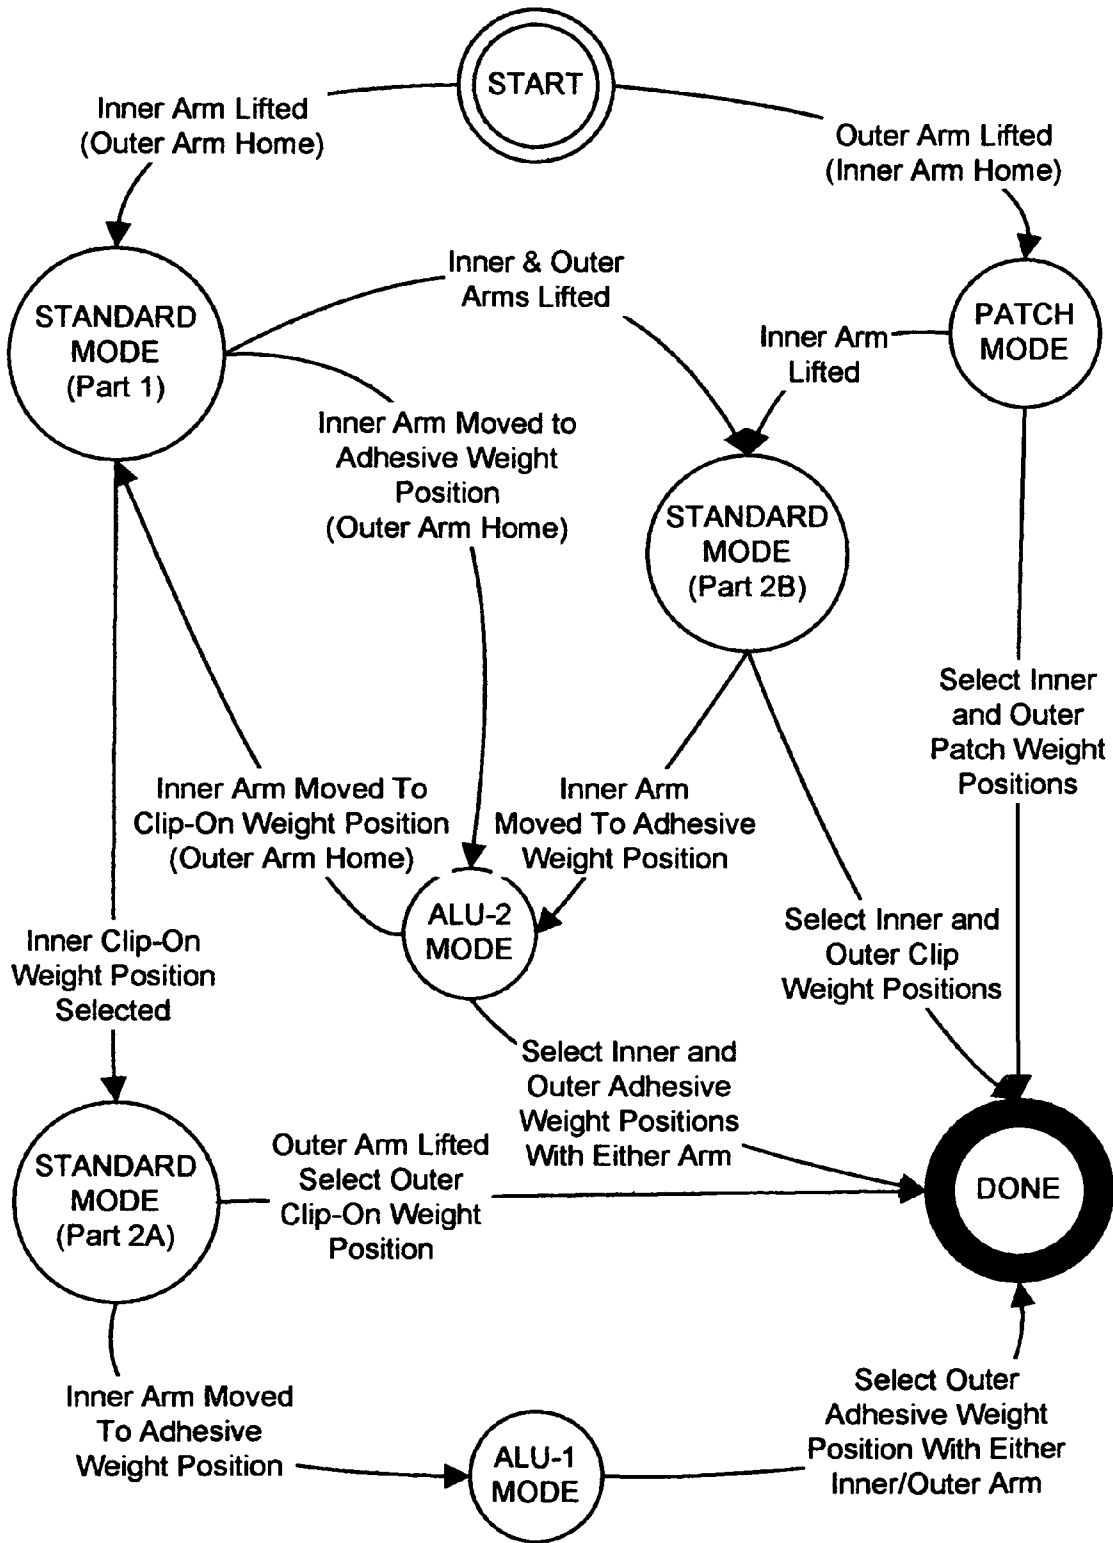 START
Inner Arm Lifted
(Outer Arm Home)
Outer Arm Lifted
(Inner Arm Home)
STANDARD
MODE
(Part 1)
Inner & Outer
Arms Lifted
PATCH
MODE
Inner Arm
Lifted
Inner Arm Moved to
Adhesive Weight
Position
(Outer Arm Home)
STANDARD
MODE
(Part 2B)
Select Inner
and Outer
Patch Weight
Positions
Inner Arm Moved To
Clip-On Weight Position
(Outer Arm Home)
Inner Arm
Moved To Adhesive
Weight Position
ALU-2
MODE
Select Inner and
Outer Clip
Weight Positions
Inner Clip-On
Weight Position
Selected
Select Inner and
Outer Adhesive
Weight Positions
With Either Arm
STANDARD
MODE
(Part 2A)
Outer Arm Lifted
Select Outer
Clip-On Weight
Position
DONE
Inner Arm Moved
To Adhesive
Weight Position
ALU-1
MODE
Select Outer
Adhesive Weight
Position With Either
Inner/Outer Arm